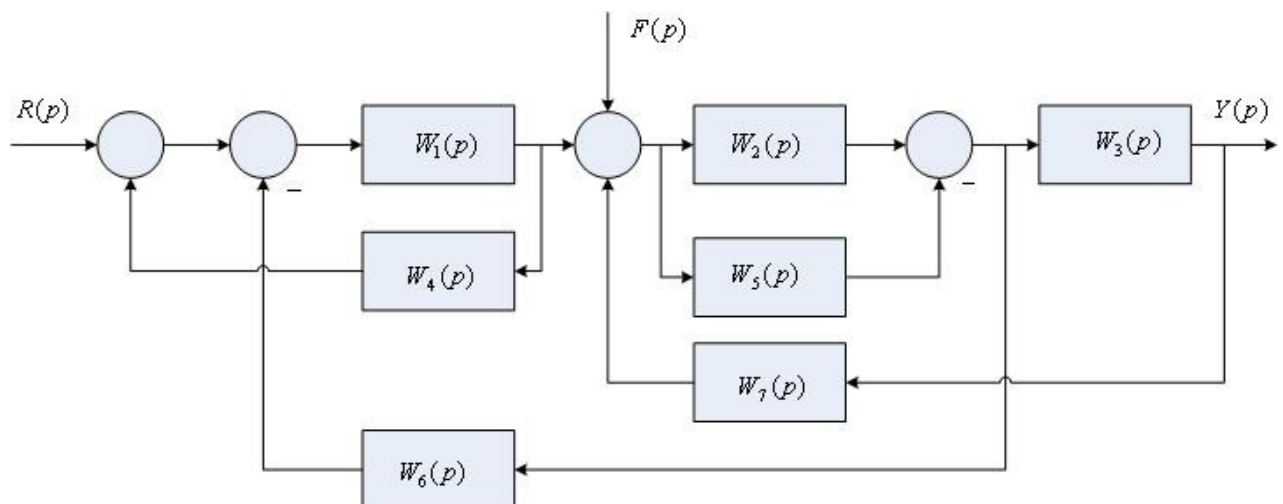 F(p)
R(p)
W₁(p)
W₂(p)
W₃(p)
Y(p)
–
–
W₄(p)
W₅(p)
W₇(p)
W₆(p)